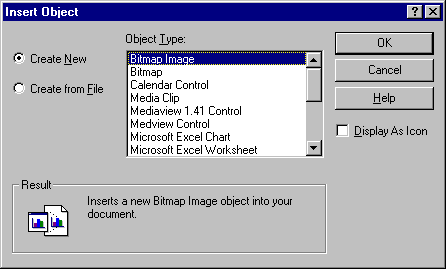 Insert Object
Object Type:
Create New
Create from File
Bitmap Image
Bitmap
Calendar Control
Media Clip
Mediaview 1.41 Control
Medview Control
Microsoft Excel Chart
Microsoft Excel Worksheet
OK
Cancel
Help
Display As Icon
Result
Inserts a new Bitmap Image object into your
document.